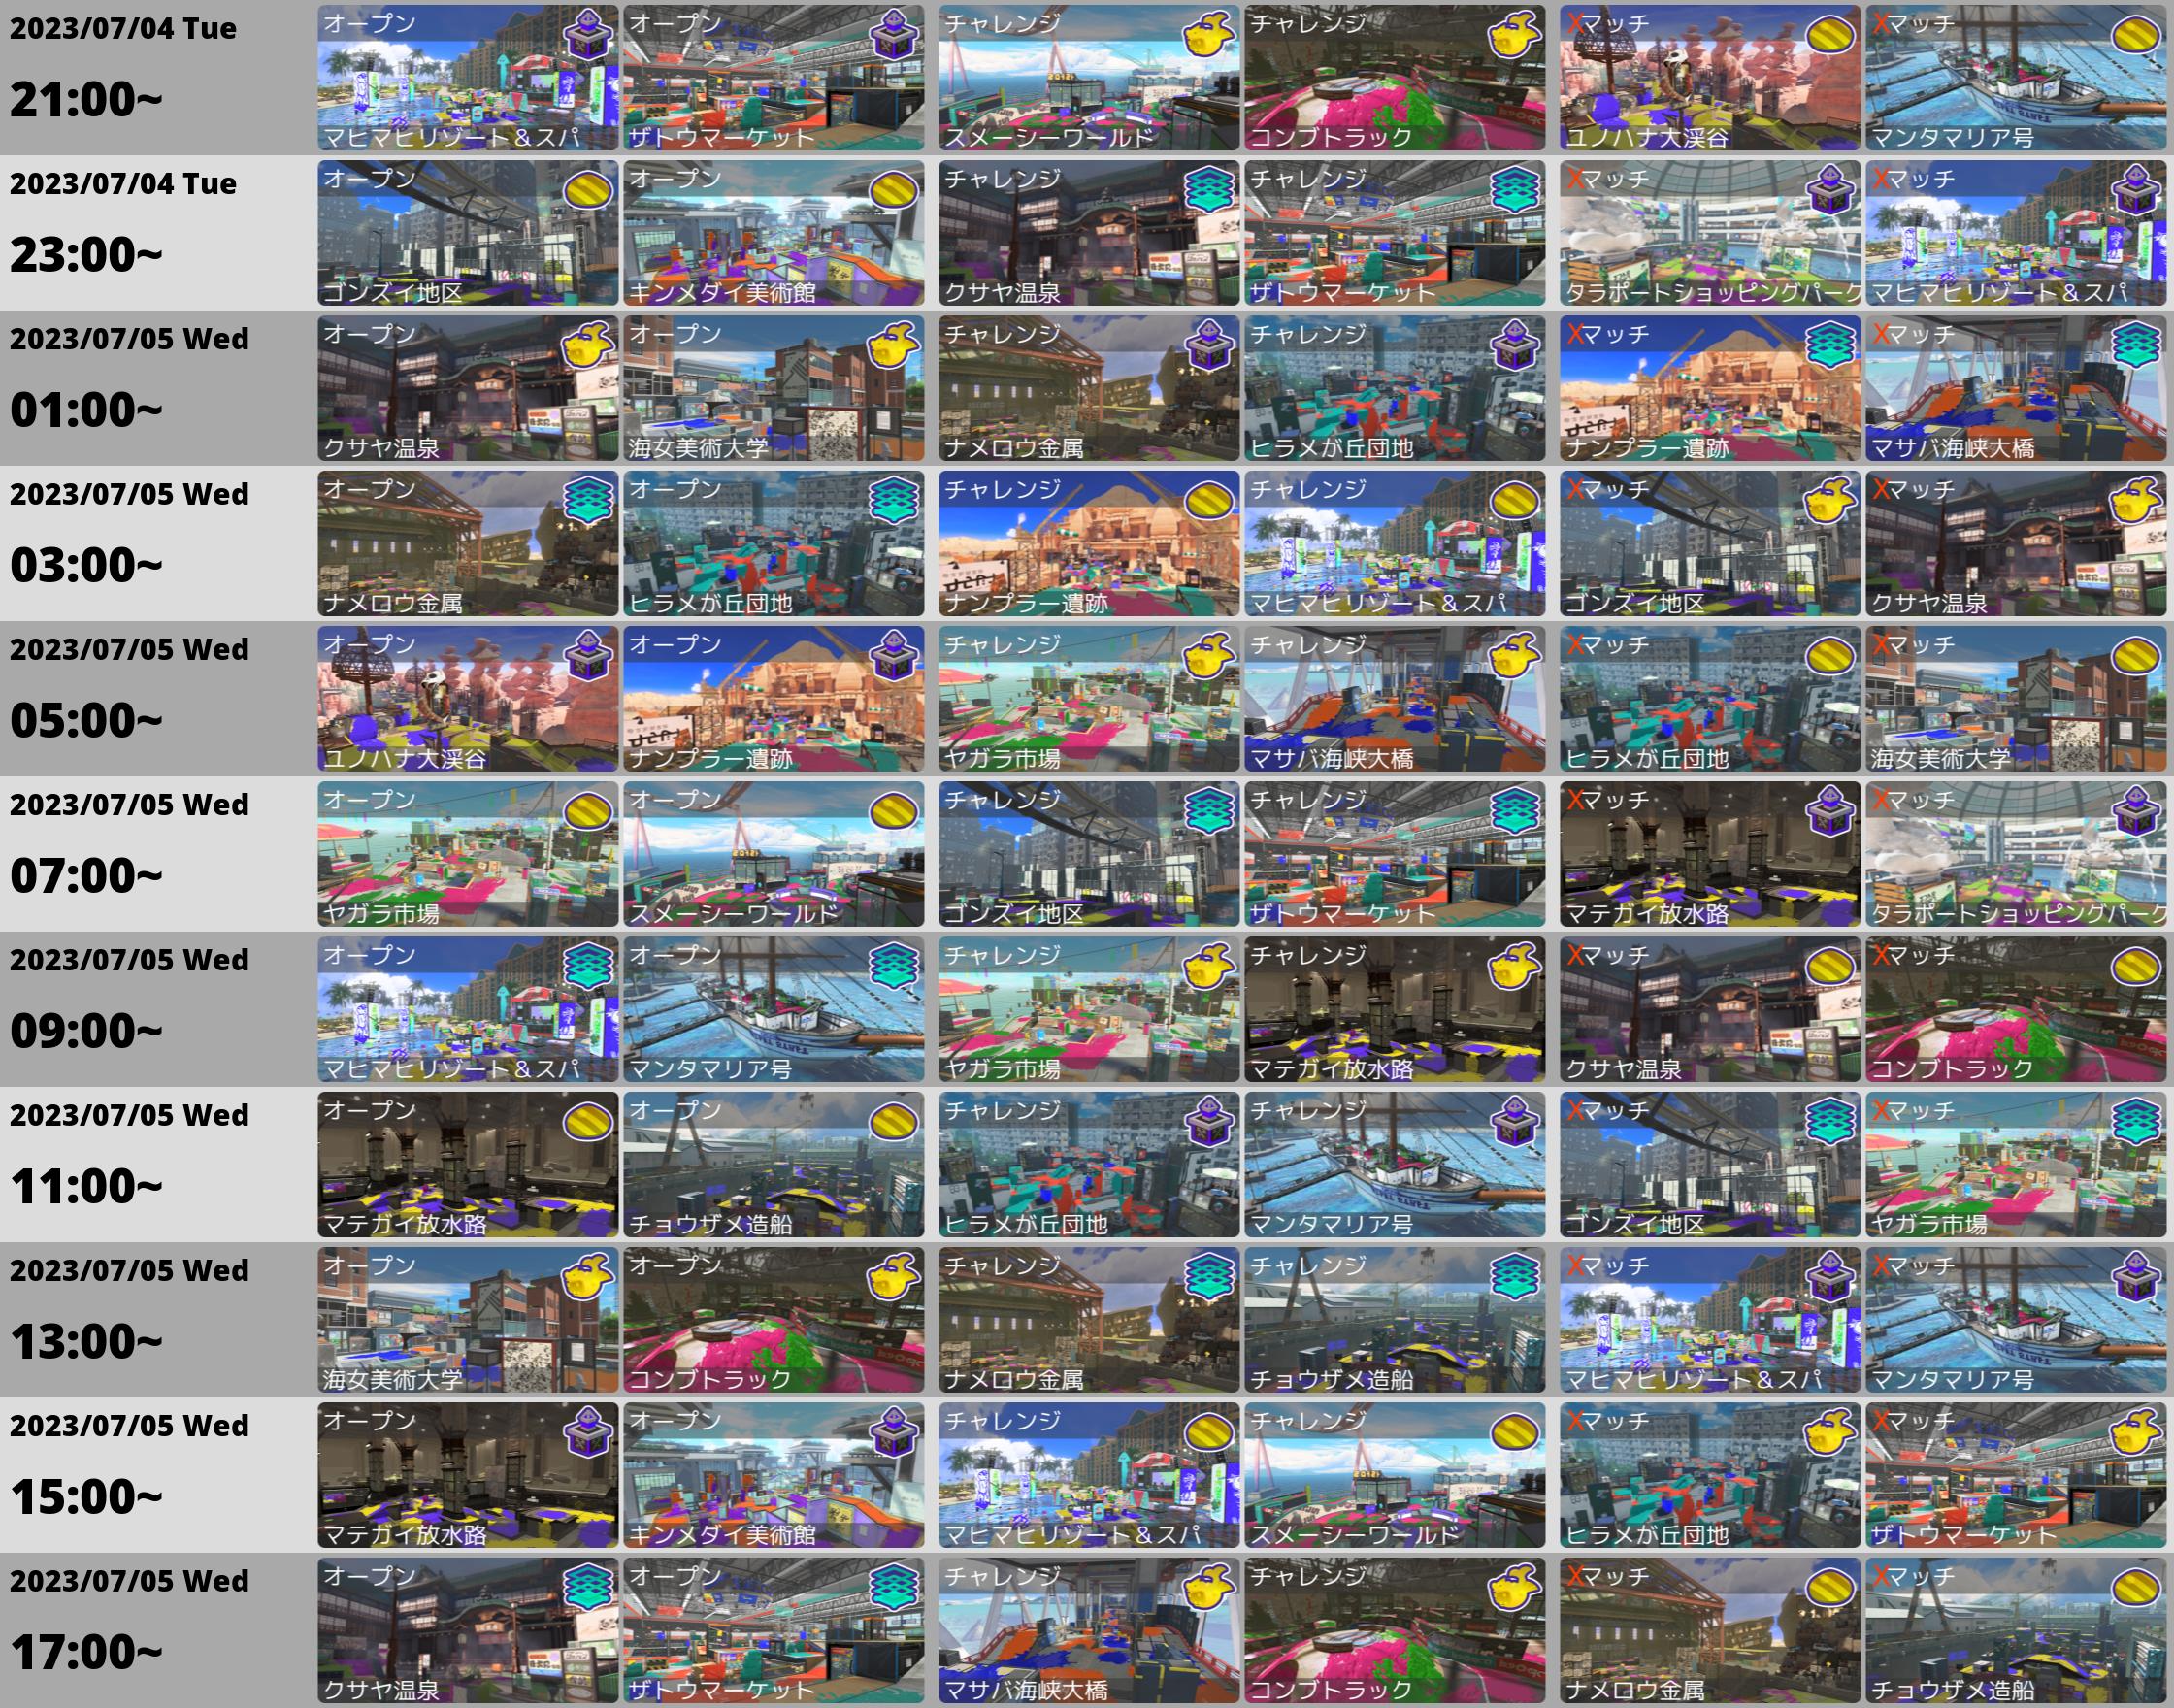 2023/07/04 Tue
21:00~
オープン オープン チャレンジ チャレンジ Xマッチ Xマッチ
マヒマヒリゾート＆スパ ザトウマーケット スメーシーワールド コンブトラック ユノハナ大渓谷 マンタマリア号
2023/07/04 Tue
23:00~
オープン オープン チャレンジ チャレンジ Xマッチ Xマッチ
ゴンズイ地区 キンメダイ美術館 クサヤ温泉 ザトウマーケット タラポートショッピングパーク マヒマヒリゾート＆スパ
2023/07/05 Wed
01:00~
オープン オープン チャレンジ チャレンジ Xマッチ Xマッチ
クサヤ温泉 海女美術大学 ナメロウ金属 ヒラメが丘団地 ナンプラー遺跡 マサバ海峡大橋
2023/07/05 Wed
03:00~
オープン オープン チャレンジ チャレンジ Xマッチ Xマッチ
ナメロウ金属 ヒラメが丘団地 ナンプラー遺跡 マヒマヒリゾート＆スパ ゴンズイ地区 クサヤ温泉
2023/07/05 Wed
05:00~
オープン オープン チャレンジ チャレンジ Xマッチ Xマッチ
ユノハナ大渓谷 ナンプラー遺跡 ヤガラ市場 マサバ海峡大橋 ヒラメが丘団地 海女美術大学
2023/07/05 Wed
07:00~
オープン オープン チャレンジ チャレンジ Xマッチ Xマッチ
ヤガラ市場 スメーシーワールド ゴンズイ地区 ザトウマーケット マテガイ放水路 タラポートショッピングパーク
2023/07/05 Wed
09:00~
オープン オープン チャレンジ チャレンジ Xマッチ Xマッチ
マヒマヒリゾート＆スパ マンタマリア号 ヤガラ市場 マテガイ放水路 クサヤ温泉 コンブトラック
2023/07/05 Wed
11:00~
オープン オープン チャレンジ チャレンジ Xマッチ Xマッチ
マテガイ放水路 チョウザメ造船 ヒラメが丘団地 マンタマリア号 ゴンズイ地区 ヤガラ市場
2023/07/05 Wed
13:00~
オープン オープン チャレンジ チャレンジ Xマッチ Xマッチ
海女美術大学 コンブトラック ナメロウ金属 チョウザメ造船 マヒマヒリゾート＆スパ マンタマリア号
2023/07/05 Wed
15:00~
オープン オープン チャレンジ チャレンジ Xマッチ Xマッチ
マテガイ放水路 キンメダイ美術館 マヒマヒリゾート＆スパ スメーシーワールド ヒラメが丘団地 ザトウマーケット
2023/07/05 Wed
17:00~
オープン オープン チャレンジ チャレンジ Xマッチ Xマッチ
クサヤ温泉 ザトウマーケット マサバ海峡大橋 コンブトラック ナメロウ金属 チョウザメ造船